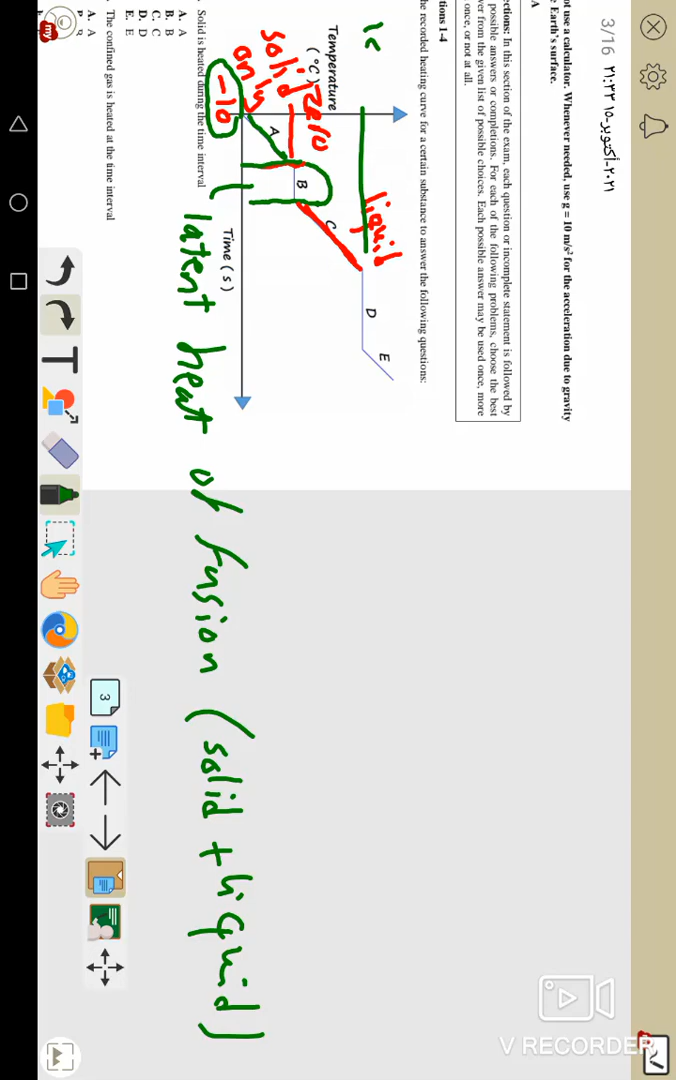 3/16 ٢١:٢٢ ٢٠٢١-أكتوبر-١٥
ot use a calculator. Whenever needed, use g = 10 m/s² for the acceleration due to gravity
e Earth's surface.
A
ections: In this section of the exam, each question or incomplete statement is followed by
possible answers or completions. For each of the following problems, choose the best
ver from the given list of possible choices. Each possible answer may be used once, more
once, or not at all.
tions 1-4
he recorded heating curve for a certain substance to answer the following questions:
Temperature
(°C)
zero
solid
only
-10
liquid
A
B
C
D
E
Time (s)
latent heat of fusion (solid + liquid)
Solid is heated during the time interval
A. A
B. B
C. C
D. D
E. E
The confined gas is heated at the time interval
A. A
T
3
V RECORDER